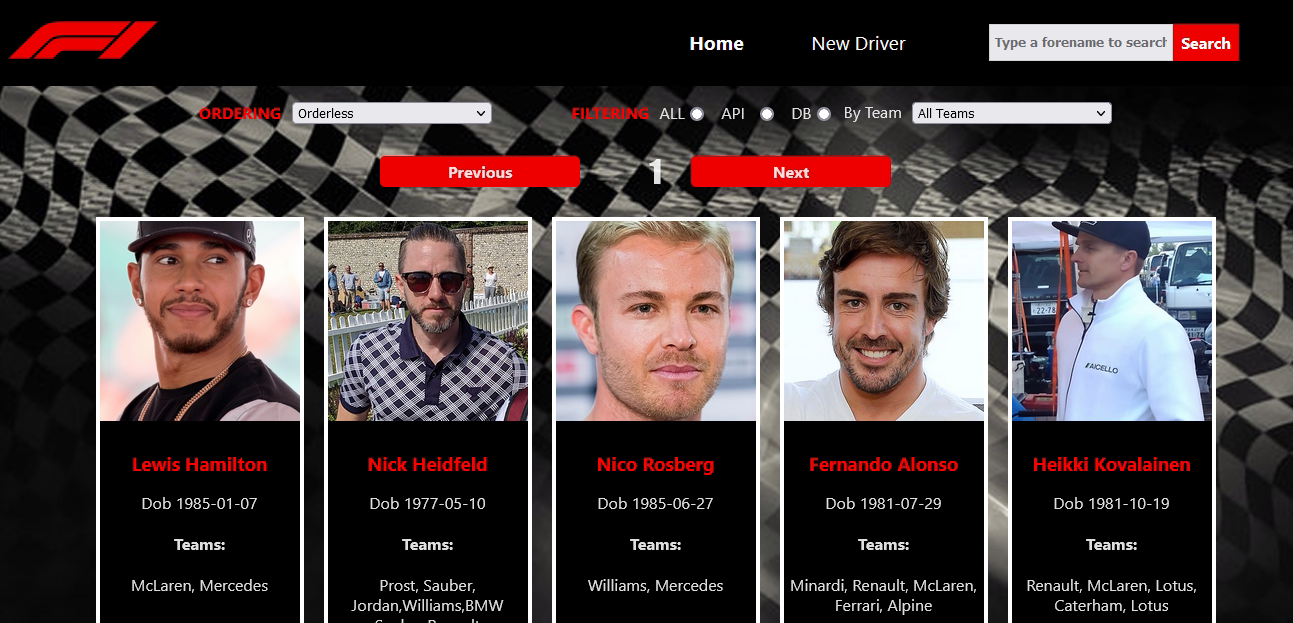 Home
New Driver
Type a forename to search
Search
ORDERING
Orderless
FILTERING
ALL
API
DB
By Team
All Teams
Previous
1
Next
AICELLO
Lewis Hamilton
Dob 1985-01-07
Teams:
McLaren, Mercedes
Nick Heidfeld
Dob 1977-05-10
Teams:
Prost, Sauber,
Jordan,Williams,BMW
Nico Rosberg
Dob 1985-06-27
Teams:
Williams, Mercedes
Fernando Alonso
Dob 1981-07-29
Teams:
Minardi, Renault, McLaren,
Ferrari, Alpine
Heikki Kovalainen
Dob 1981-10-19
Teams:
Renault, McLaren, Lotus,
Caterham, Lotus